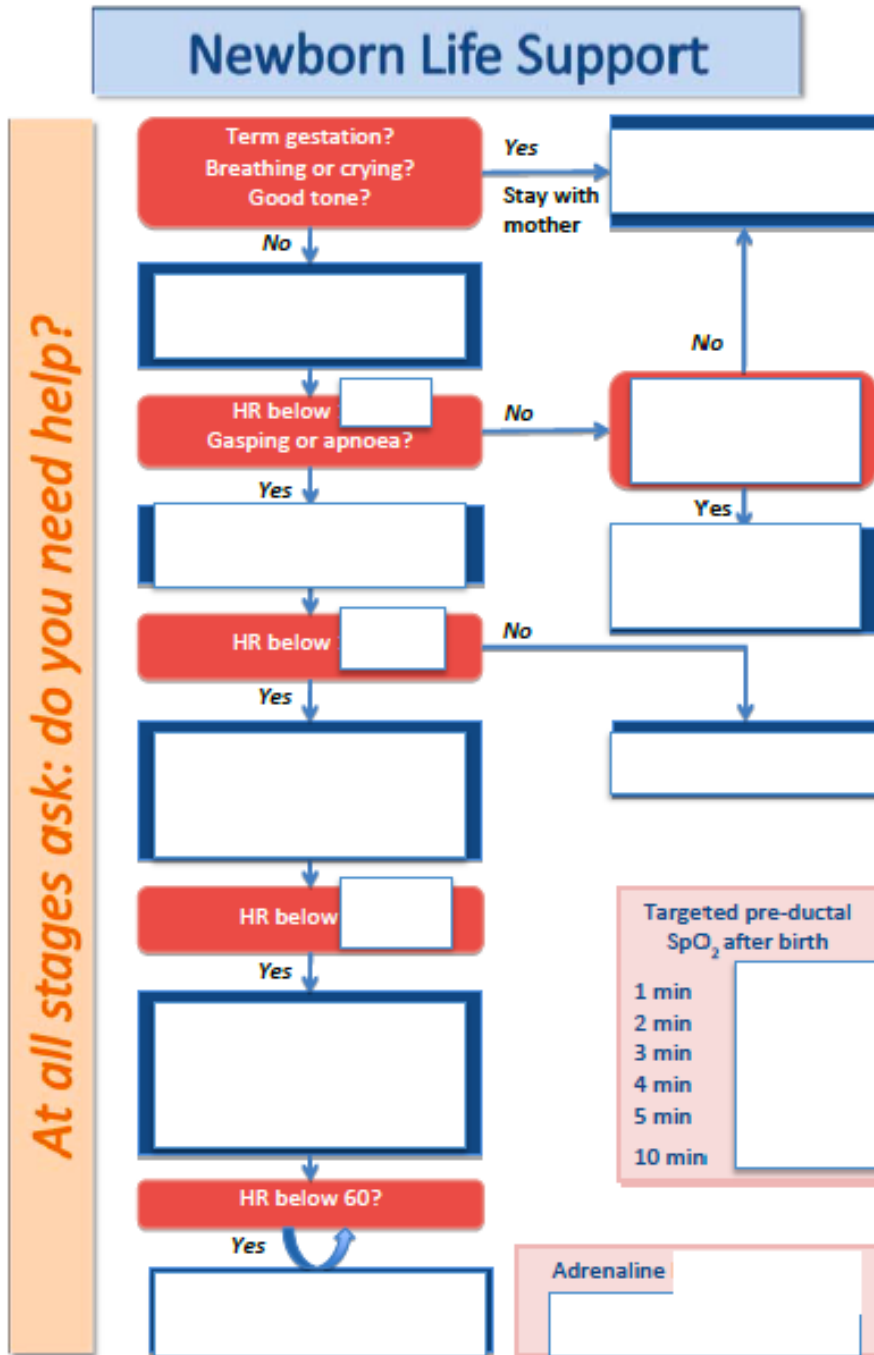 Newborn Life Support
At all stages ask: do you need help?
Term gestation?
Breathing or crying?
Good tone?
Yes
Stay with
mother
No
No
HR below
Gasping or apnoea?
No
Yes
Yes
HR below
No
Yes
HR below
Yes
Targeted pre-ductal
SpO₂ after birth
1 min
2 min
3 min
4 min
5 min
10 min
HR below 60?
Yes
Adrenaline